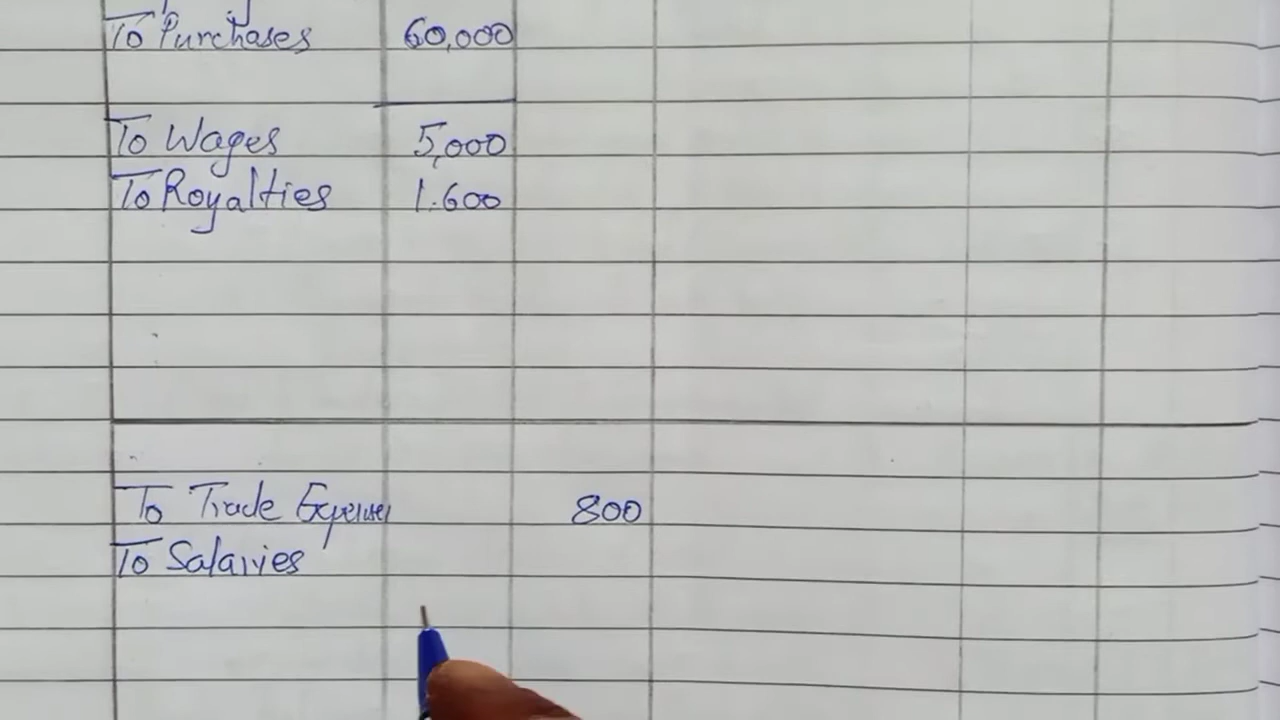 To Purchases 60,000
To Wages 5,000
To Royalties 1.600
To Trade Expenses 800
To Salaries